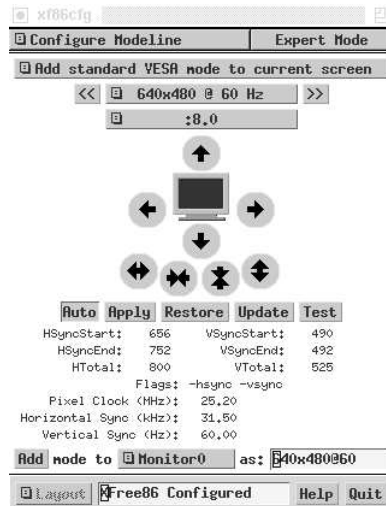 xf86cfg
Configure Modeline Expert Mode
Add standard VESA mode to current screen
<< 640x480 @ 60 Hz >>
:8.0
Auto Apply Restore Update Test
HSyncStart: 656 VSyncStart: 490
HSyncEnd: 752 VSyncEnd: 492
HTotal: 800 VTotal: 525
Flags: -hsync -vsync
Pixel Clock (MHz): 25.20
Horizontal Sync (kHz): 31.50
Vertical Sync (Hz): 60.00
Add mode to Monitor0 as: 640x480@60
Layout XFree86 Configured Help Quit